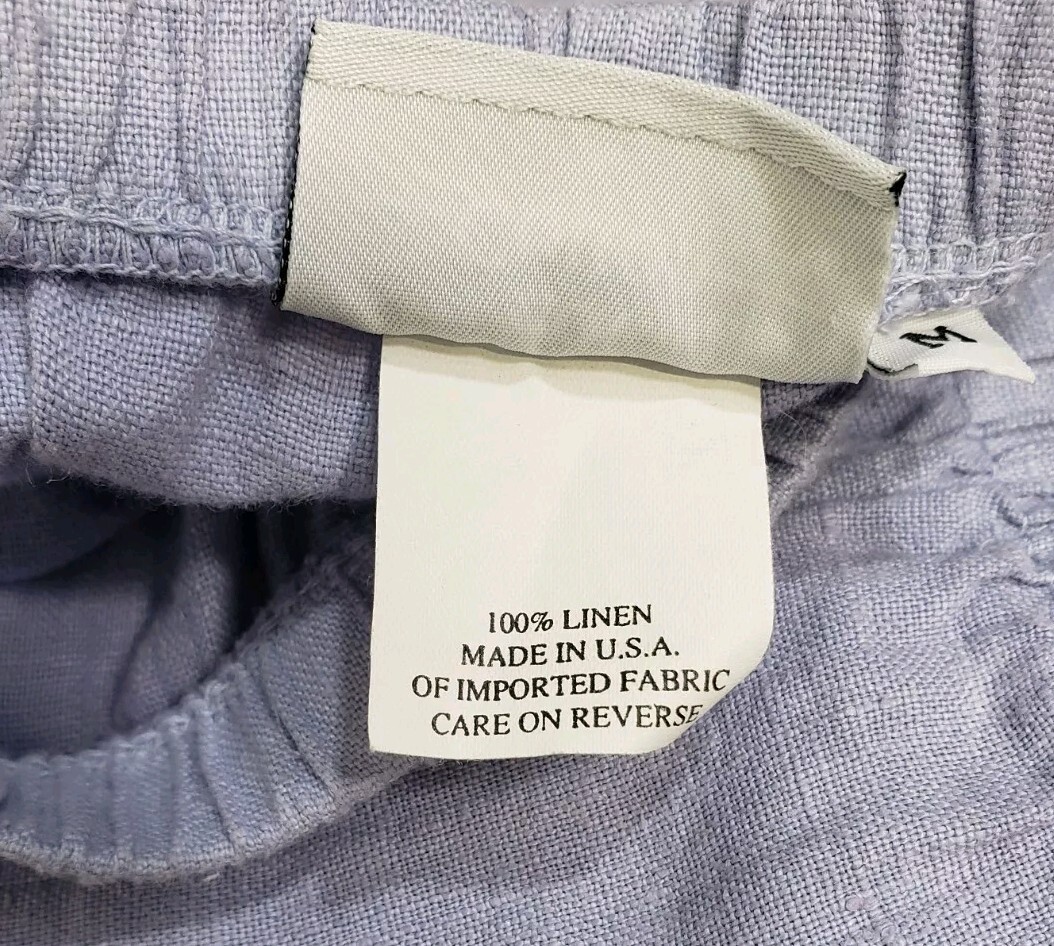 M
100% LINEN
MADE IN U.S.A.
OF IMPORTED FABRIC
CARE ON REVERSE